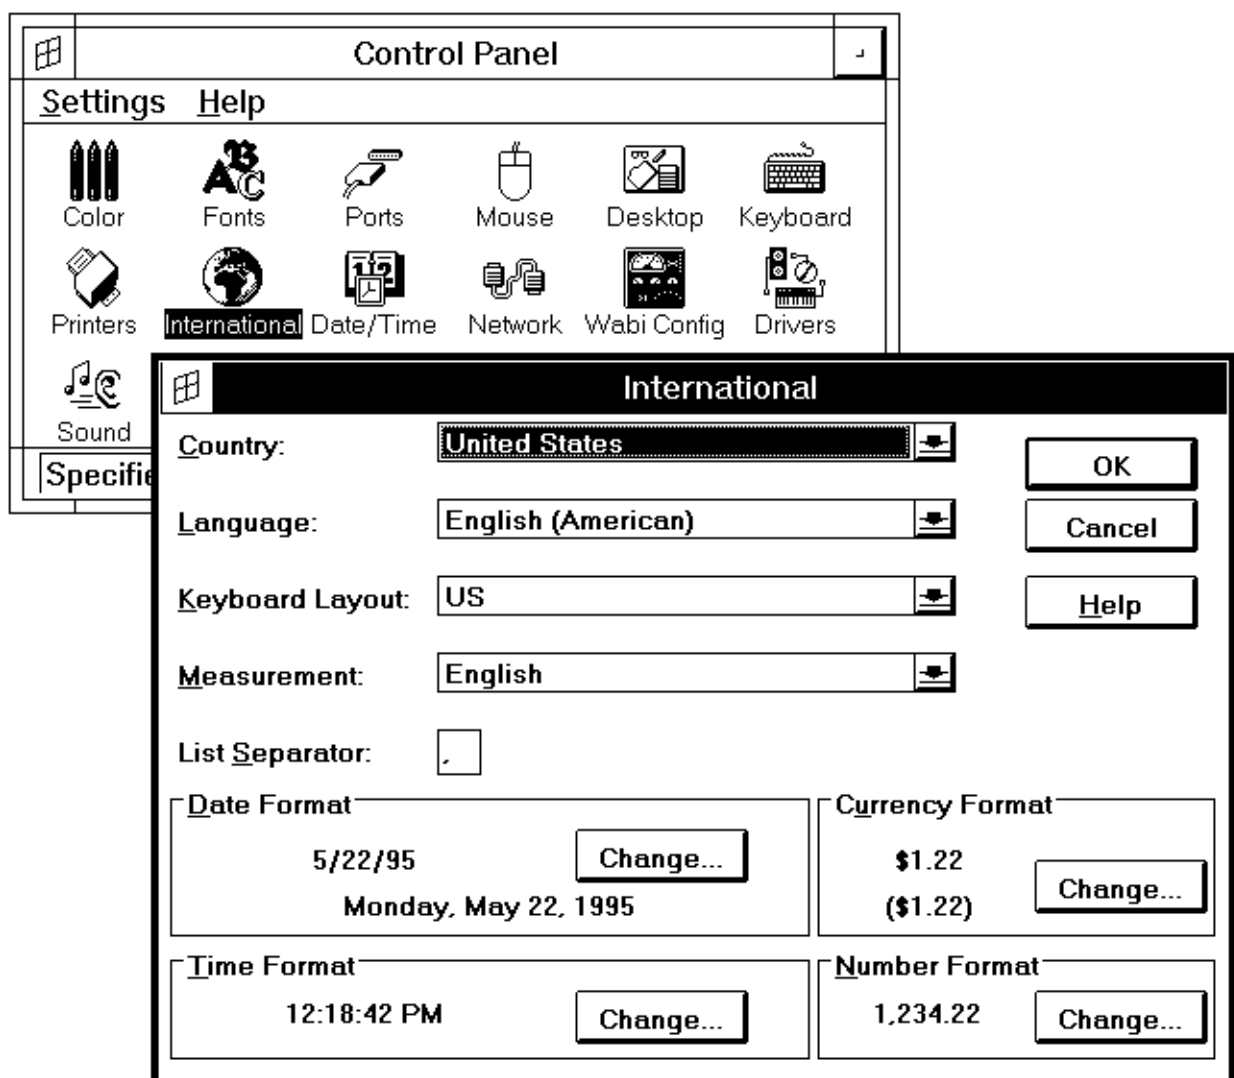 Control Panel
Settings Help
Color Fonts Ports Mouse Desktop Keyboard
Printers International Date/Time Network Wabi Config Drivers
Sound
International
Country: United States
OK
Language: English (American)
Cancel
Keyboard Layout: US
Help
Measurement: English
List Separator: ,
Date Format
5/22/95 Change...
Monday, May 22, 1995
Currency Format
$1.22
($1.22) Change...
Time Format
12:18:42 PM Change...
Number Format
1,234.22 Change...